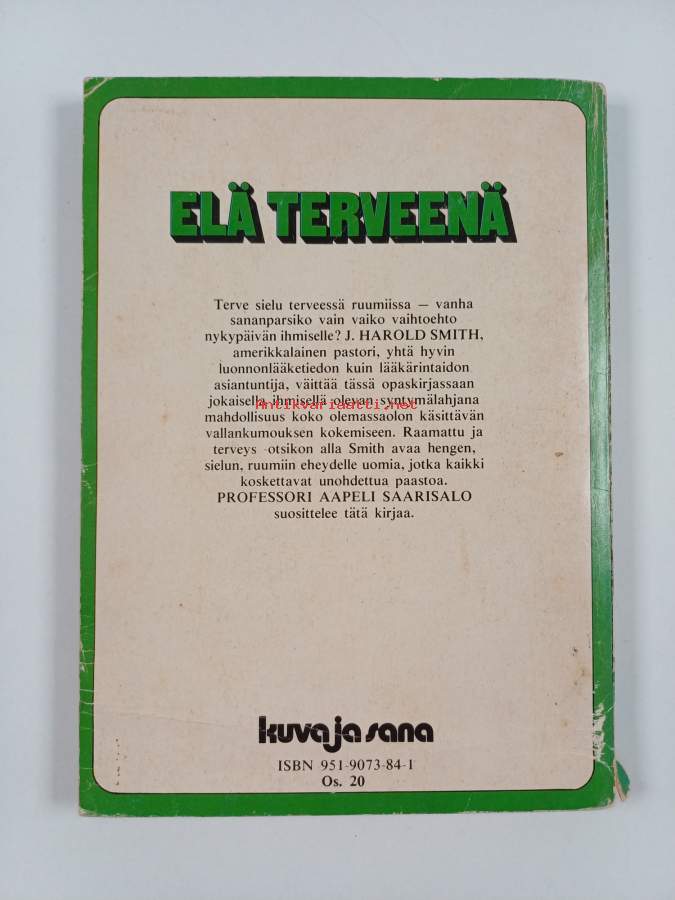 ELÄ TERVEENÄ
Terve sielu terveessä ruumiissa — vanha
sananparsiko vain vaiko vaihtoehto
nykypäivän ihmiselle? J. HAROLD SMITH,
amerikkalainen pastori, yhtä hyvin
luonnonlääketiedon kuin lääkärintaidon
asiantuntija, väittää tässä opaskirjassaan
jokaisella ihmisellä olevan syntymälahjana
Antikvariaatti.net
mahdollisuus koko olemassaolon käsittävän
vallankumouksen kokemiseen. Raamattu ja
terveys -otsikon alla Smith avaa hengen,
sielun, ruumiin eheydelle uomia, jotka kaikki
koskettavat unohdettua paastoa.
PROFESSORI AAPELI SAARISALO
suosittelee tätä kirjaa.
kuva ja sana
ISBN 951-9073-84-1
Os. 20